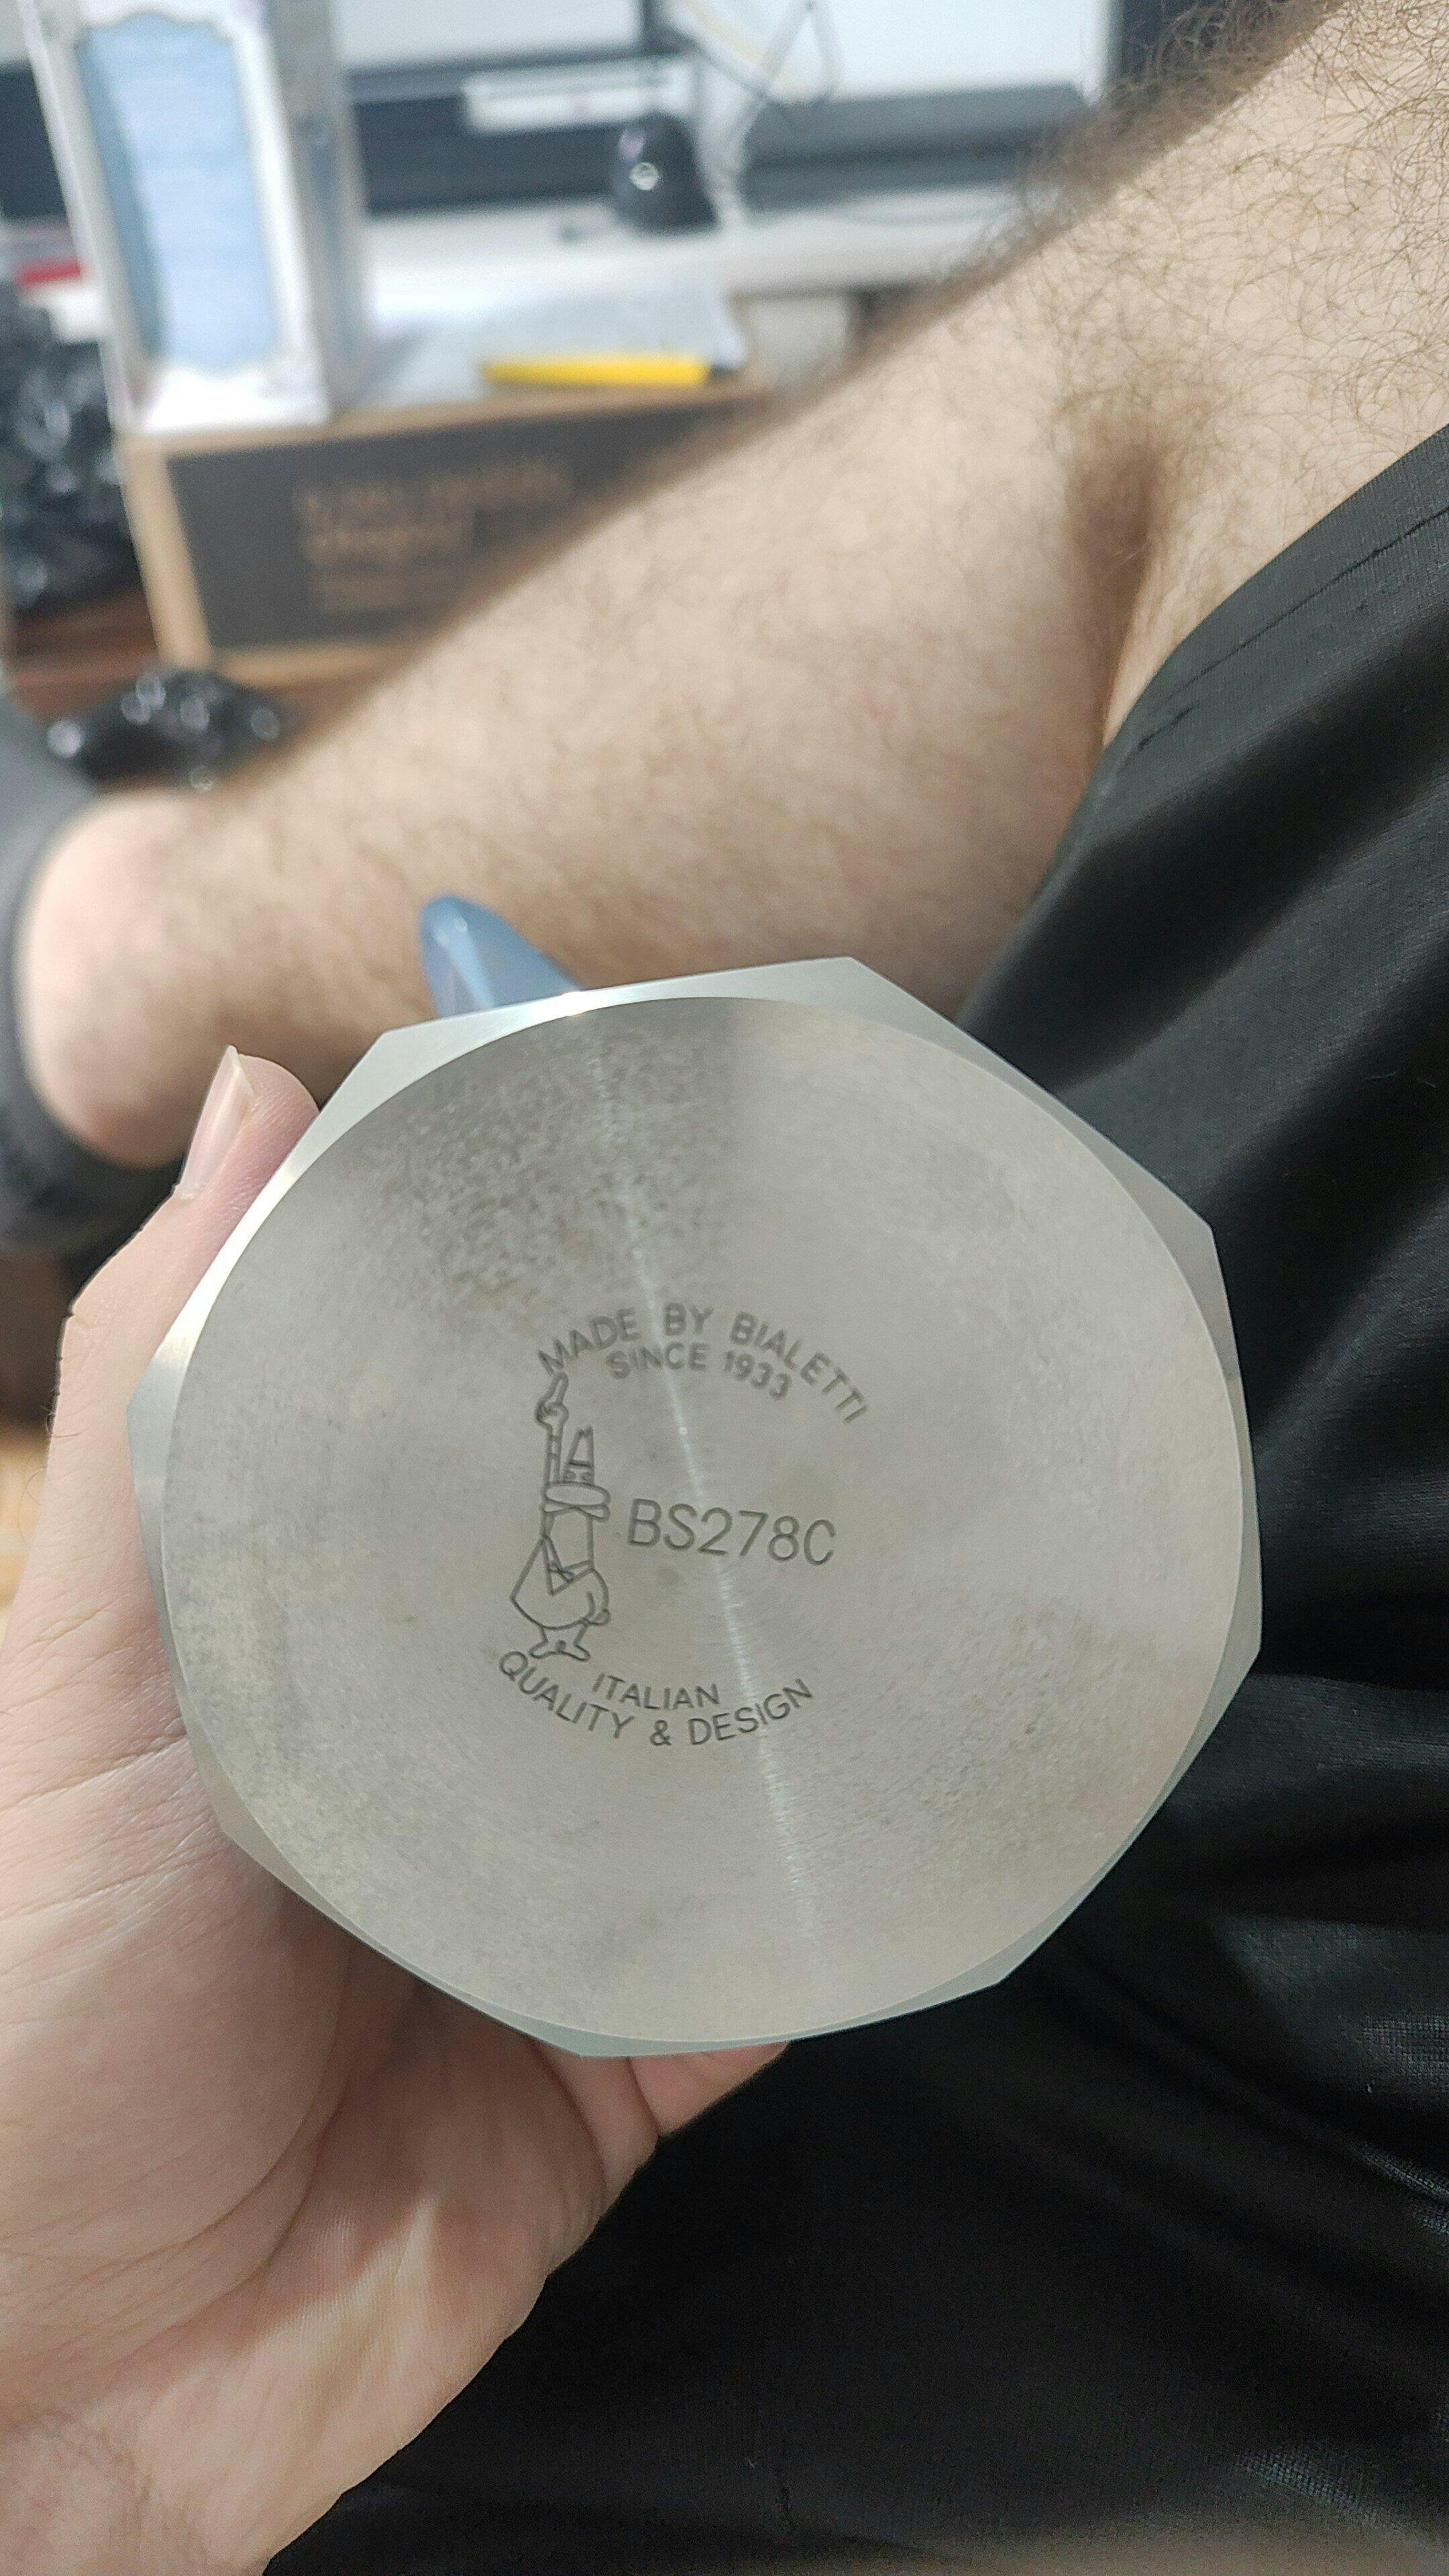 MADE BY BIALETTI
SINCE 1933
BS278C
ITALIAN
QUALITY & DESIGN